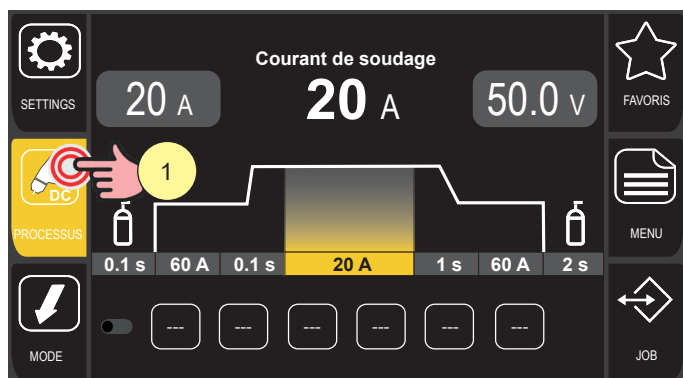 SETTINGS
Courant de soudage
20 A
20 A
50.0 V
FAVORIS
DC
1
PROCESSUS
MENU
0.1 s 60 A 0.1 s 20 A 1 s 60 A 2 s
--- --- --- --- --- ---
MODE
JOB